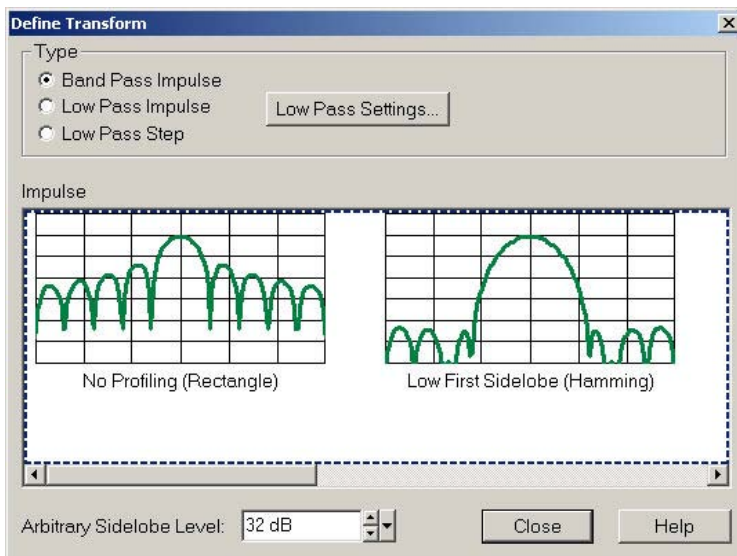 Define Transform
Type
Band Pass Impulse
Low Pass Impulse
Low Pass Settings...
Low Pass Step
Impulse
No Profiling (Rectangle)
Low First Sidelobe (Hamming)
Arbitrary Sidelobe Level:
32 dB
Close
Help